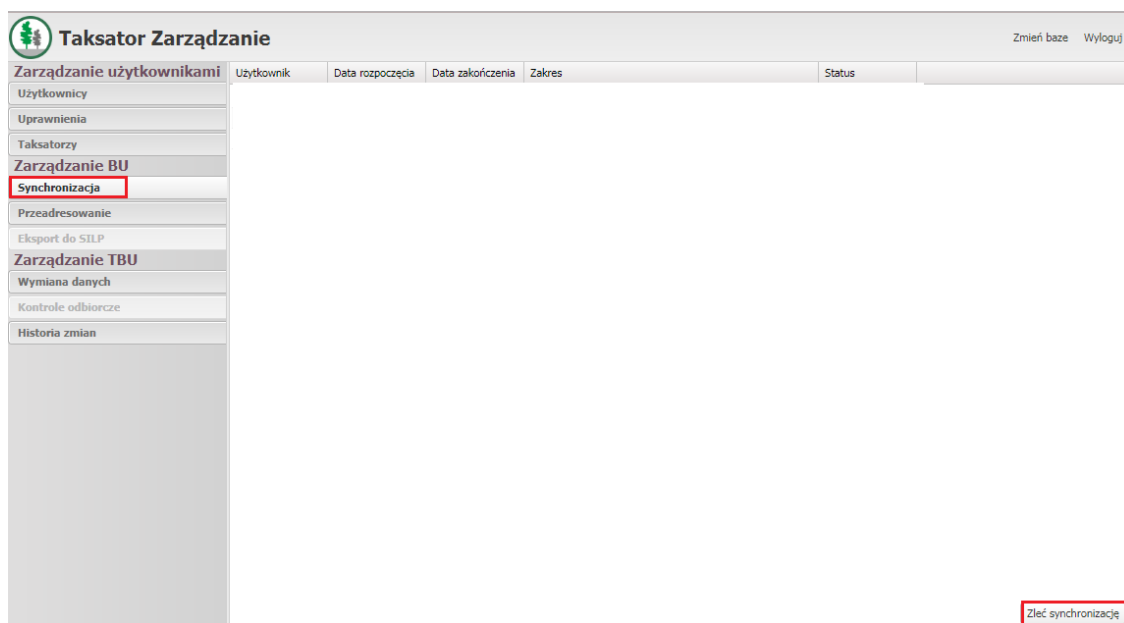 Taksator Zarządzanie
Zmień baze Wyloguj
Zarządzanie użytkownikami
Użytkownik Data rozpoczęcia Data zakończenia Zakres Status
Użytkownicy
Uprawnienia
Taksatorzy
Zarządzanie BU
Synchronizacja
Przeadresowanie
Eksport do SILP
Zarządzanie TBU
Wymiana danych
Kontrole odbiorcze
Historia zmian
Zleć synchronizację